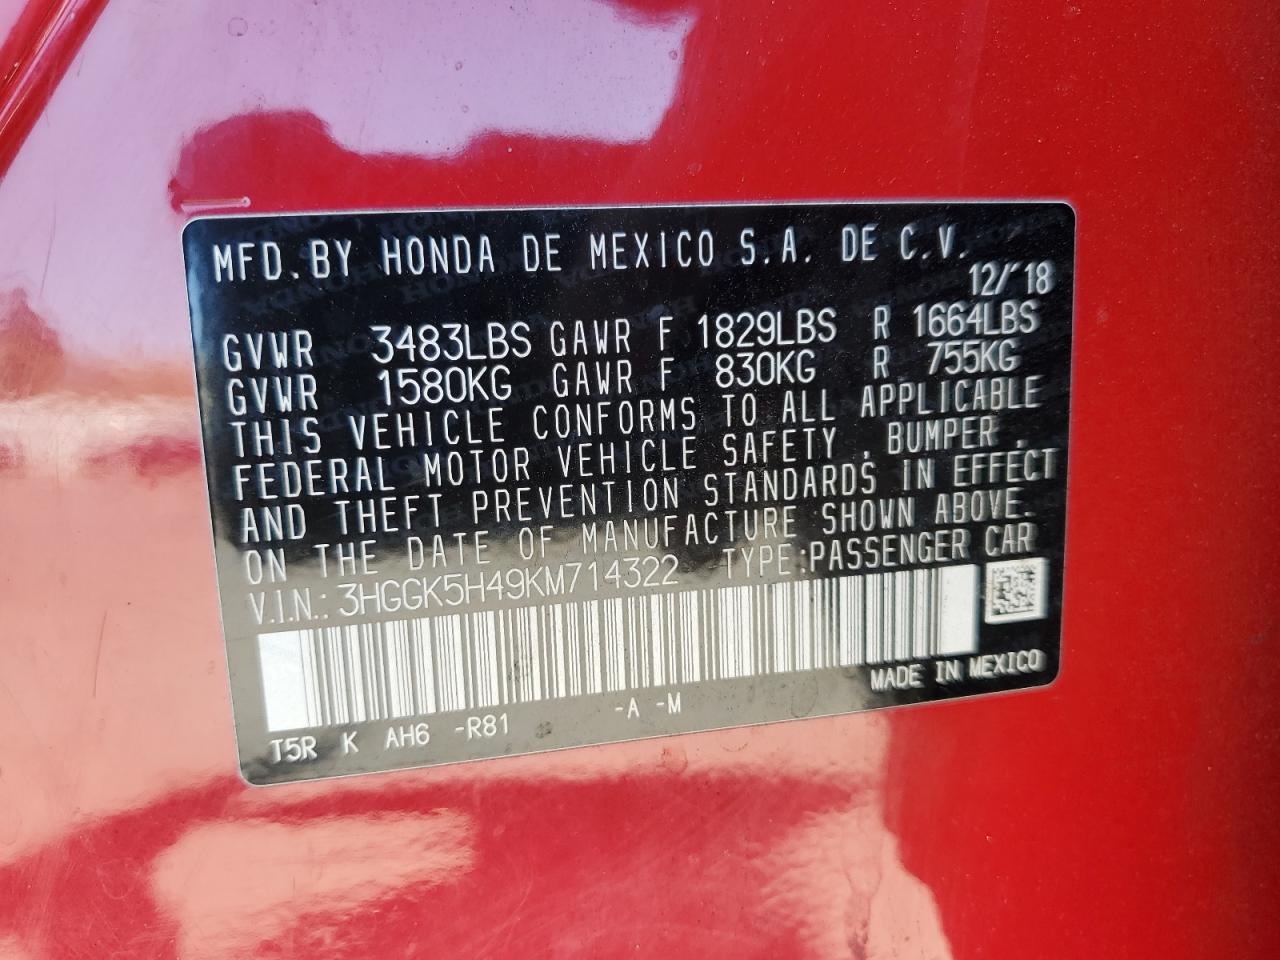 MFD. BY HONDA DE MEXICO S.A. DE C.V.
12/'18
GVWR 3483LBS GAWR F 1829LBS R 1664LBS
GVWR 1580KG GAWR F 830KG R 755KG
THIS VEHICLE CONFORMS TO ALL APPLICABLE
FEDERAL MOTOR VEHICLE SAFETY , BUMPER ,
AND THEFT PREVENTION STANDARDS IN EFFECT
ON THE DATE OF MANUFACTURE SHOWN ABOVE.
V.I.N.: 3HGGK5H49KM714322 TYPE:PASSENGER CAR
MADE IN MEXICO
T5R K AH6 -R81 -A -M